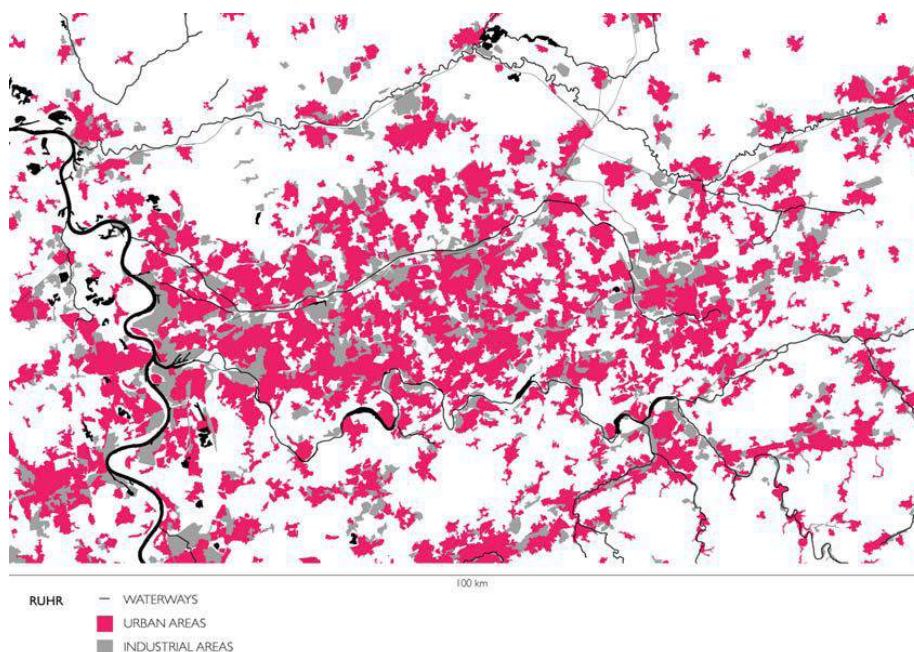 100 km
RUHR
WATERWAYS
URBAN AREAS
INDUSTRIAL AREAS